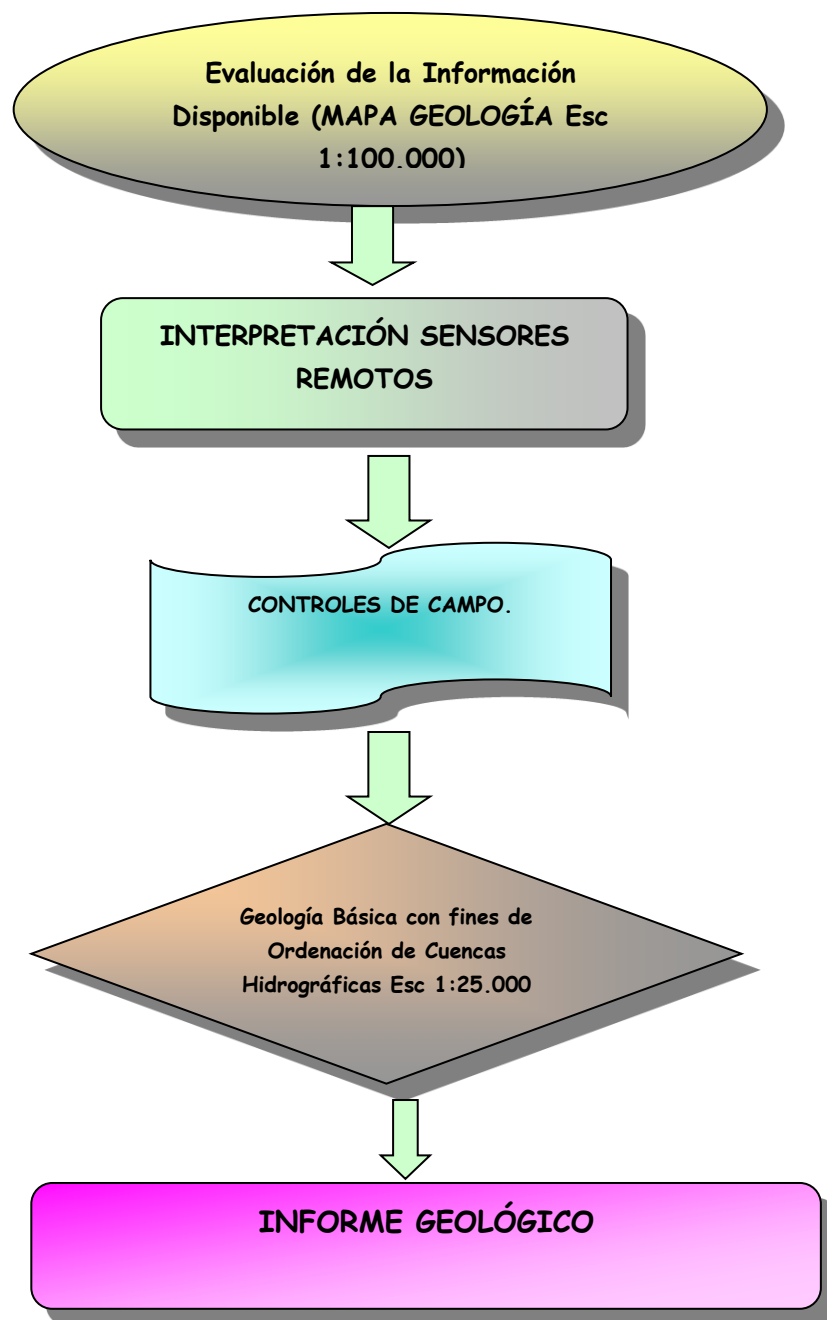 Evaluación de la Información
Disponible (MAPA GEOLOGÍA Esc
1:100.000)
INTERPRETACIÓN SENSORES
REMOTOS
CONTROLES DE CAMPO.
Geología Básica con fines de
Ordenación de Cuencas
Hidrográficas Esc 1:25.000
INFORME GEOLÓGICO